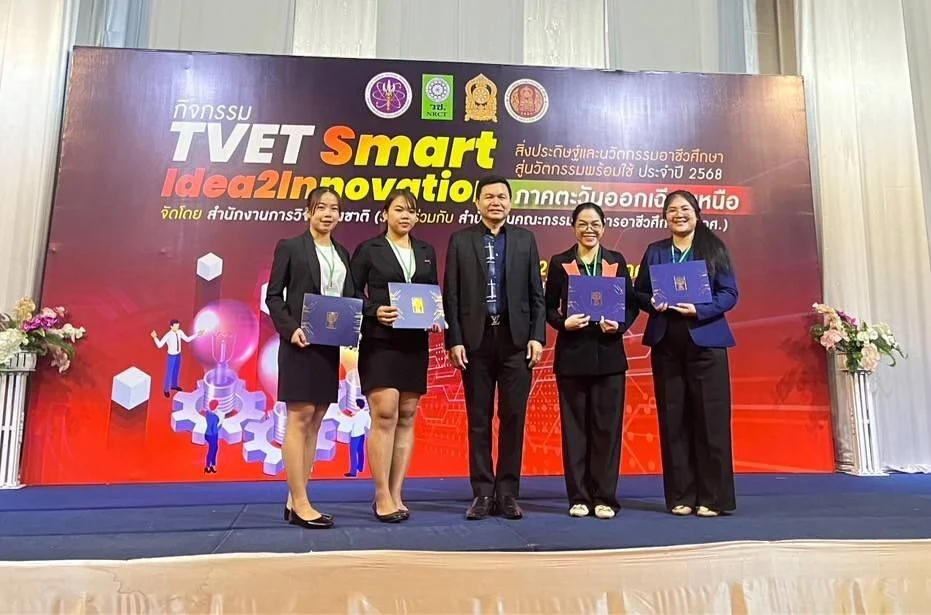 วช.
NRCT
กิจกรรม
TVET Smart
Idea2Innovation
สิ่งประดิษฐ์และนวัตกรรมอาชีวศึกษา
สู่นวัตกรรมพร้อมใช้ ประจำปี 2568
ภาคตะวันออกเฉียงเหนือ
จัดโดย สำนักงานการวิจัยแห่งชาติ